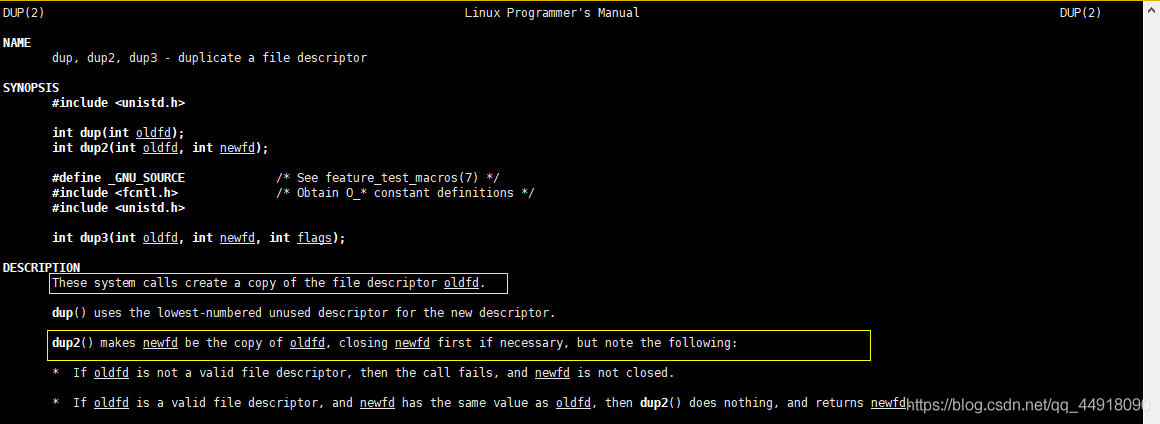 DUP(2) Linux Programmer's Manual DUP(2)
NAME
dup, dup2, dup3 - duplicate a file descriptor
SYNOPSIS
#include <unistd.h>
int dup(int oldfd);
int dup2(int oldfd, int newfd);
#define _GNU_SOURCE /* See feature_test_macros(7) */
#include <fcntl.h> /* Obtain O_* constant definitions */
#include <unistd.h>
int dup3(int oldfd, int newfd, int flags);
DESCRIPTION
These system calls create a copy of the file descriptor oldfd.
dup() uses the lowest-numbered unused descriptor for the new descriptor.
dup2() makes newfd be the copy of oldfd, closing newfd first if necessary, but note the following:
* If oldfd is not a valid file descriptor, then the call fails, and newfd is not closed.
* If oldfd is a valid file descriptor, and newfd has the same value as oldfd, then dup2() does nothing, and returns newfd.
https://blog.csdn.net/qq_44918090